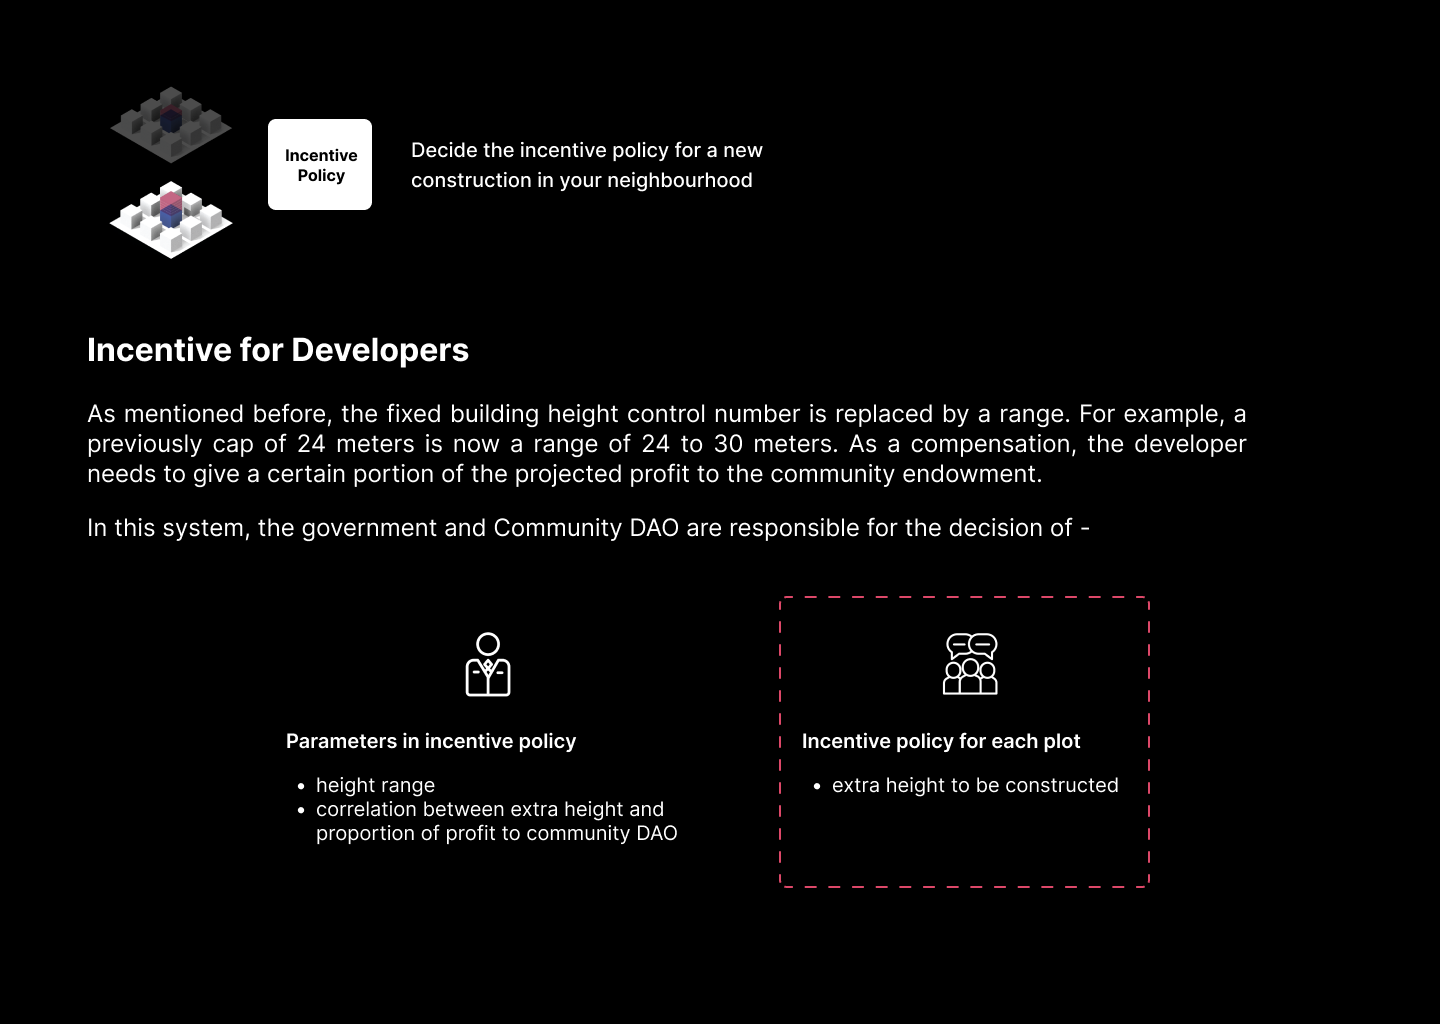 Incentive
Policy
Decide the incentive policy for a new
construction in your neighbourhood
Incentive for Developers
As mentioned before, the fixed building height control number is replaced by a range. For example, a
previously cap of 24 meters is now a range of 24 to 30 meters. As a compensation, the developer
needs to give a certain portion of the projected profit to the community endowment.
In this system, the government and Community DAO are responsible for the decision of -
Parameters in incentive policy
• height range
• correlation between extra height and
proportion of profit to community DAO
Incentive policy for each plot
• extra height to be constructed